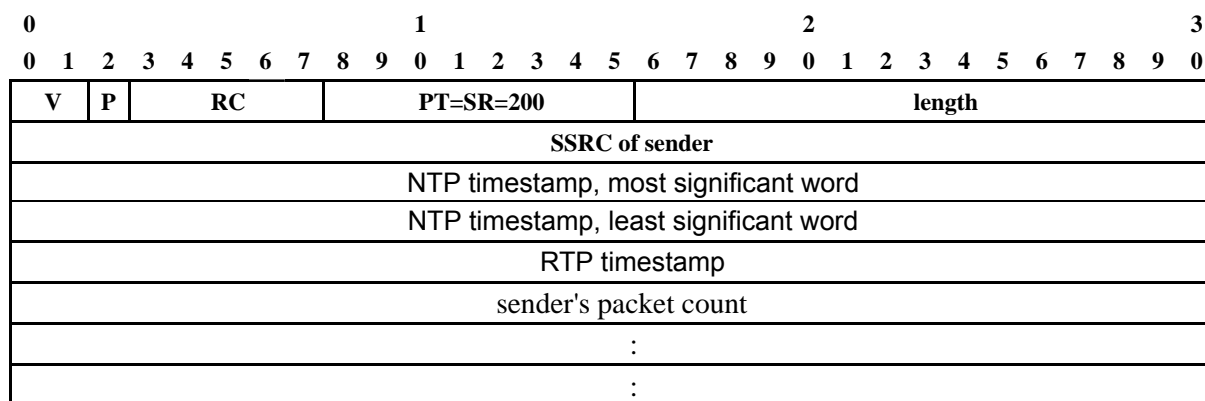 0 1 2 3
0 1 2 3 4 5 6 7 8 9 0 1 2 3 4 5 6 7 8 9 0 1 2 3 4 5 6 7 8 9 0
V P RC PT=SR=200 length
SSRC of sender
NTP timestamp, most significant word
NTP timestamp, least significant word
RTP timestamp
sender's packet count
:
: